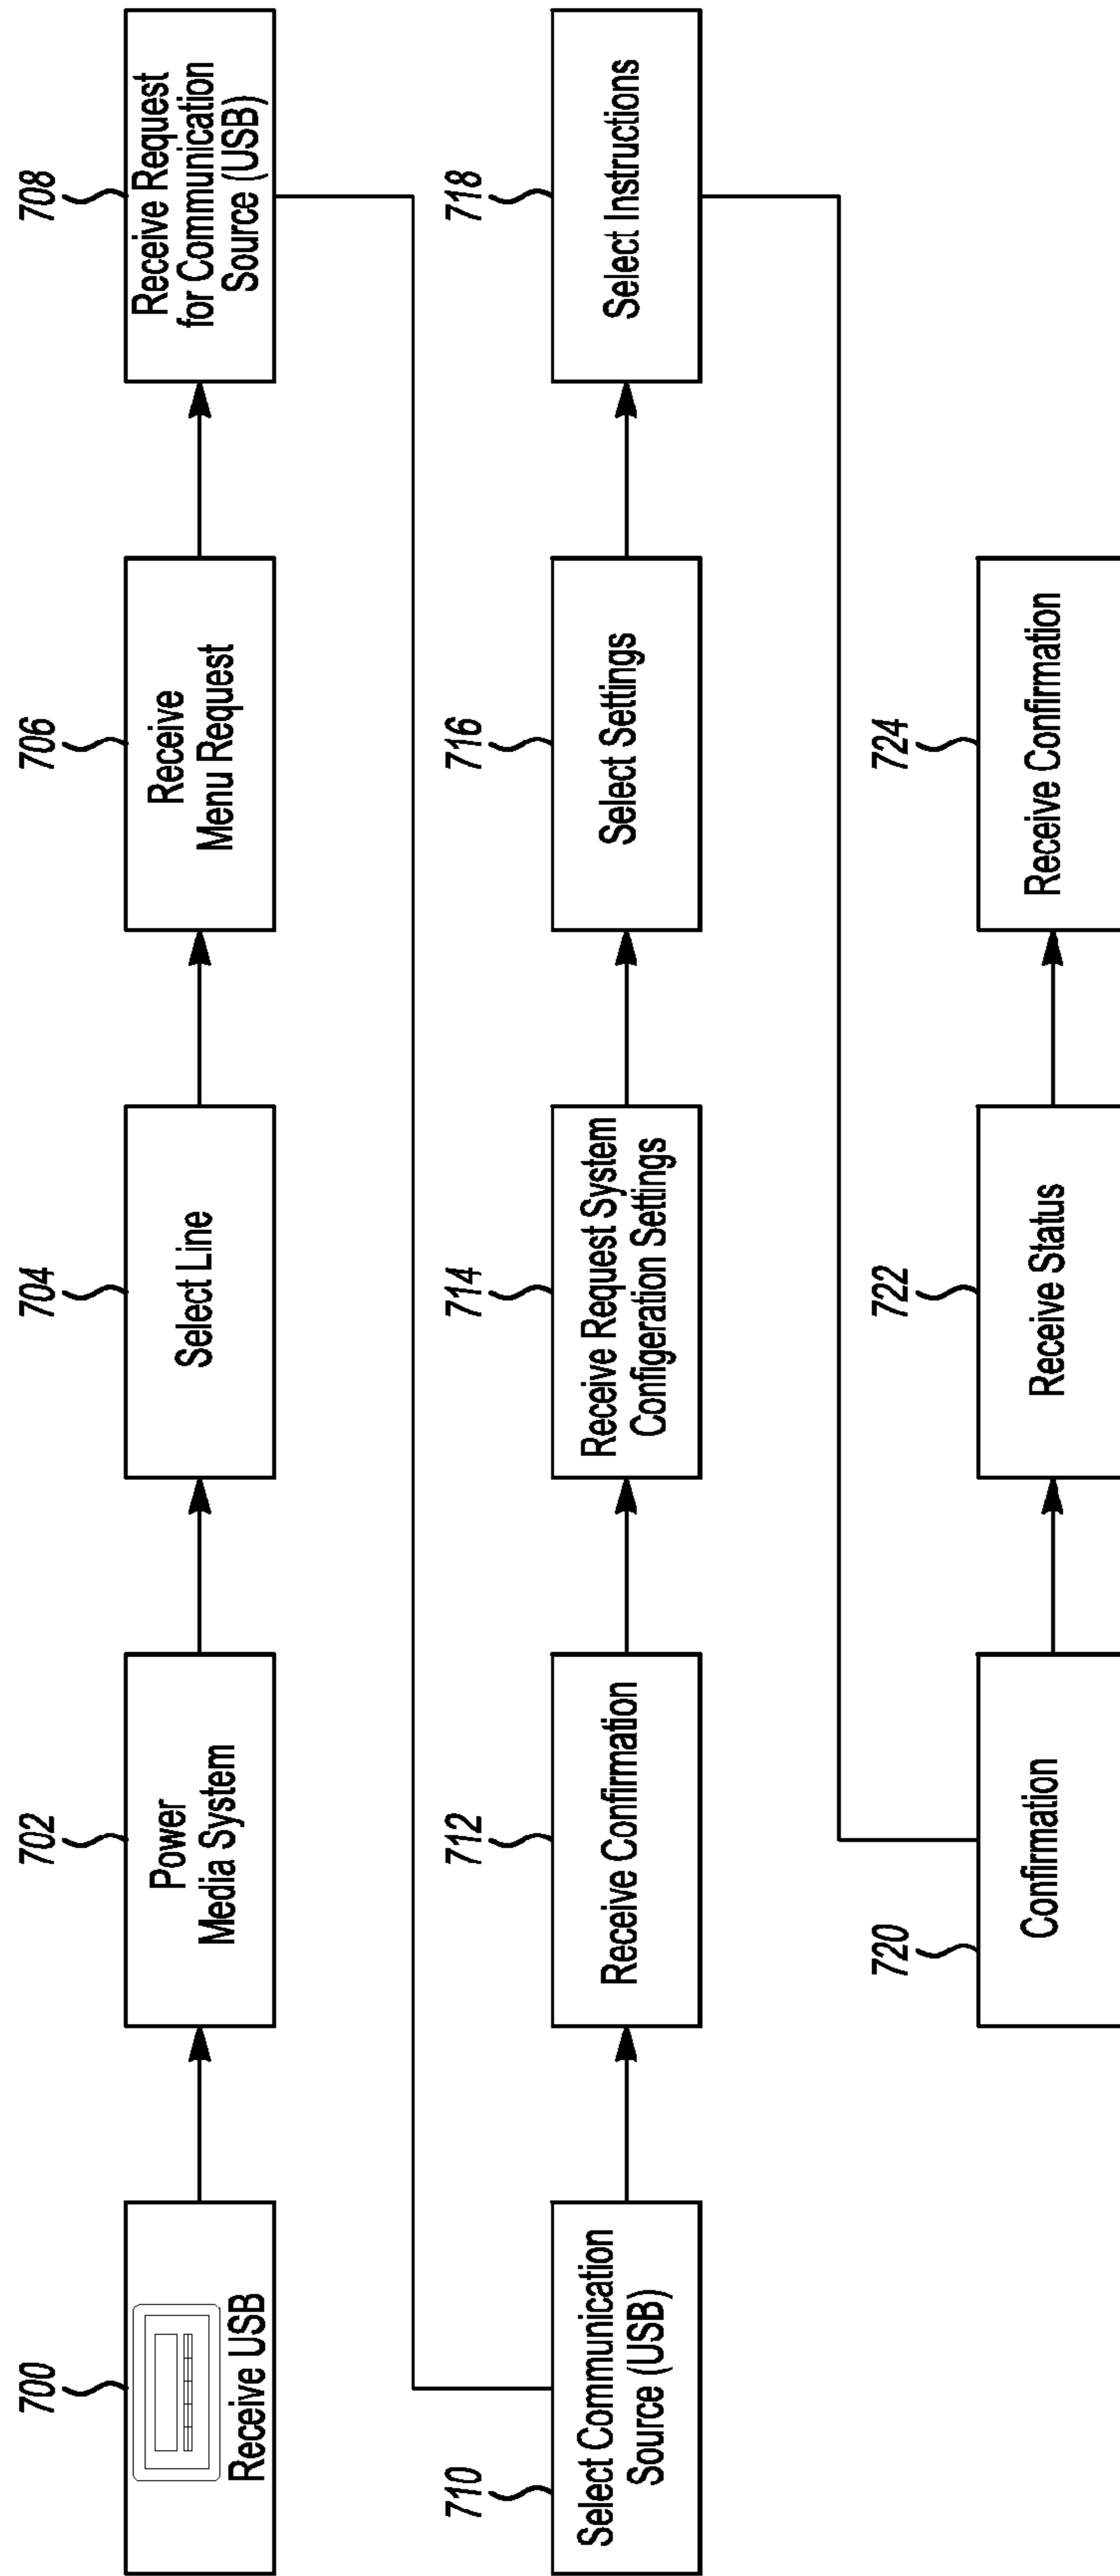 700
Receive USB
702
Power
Media System
704
Select Line
706
Receive
Menu Request
708
Receive Request
for Communication
Source (USB)
710
Select Communication
Source (USB)
712
Receive Confirmation
714
Receive Request System
Configeration Settings
716
Select Settings
718
Select Instructions
720
Confirmation
722
Receive Status
724
Receive Confirmation